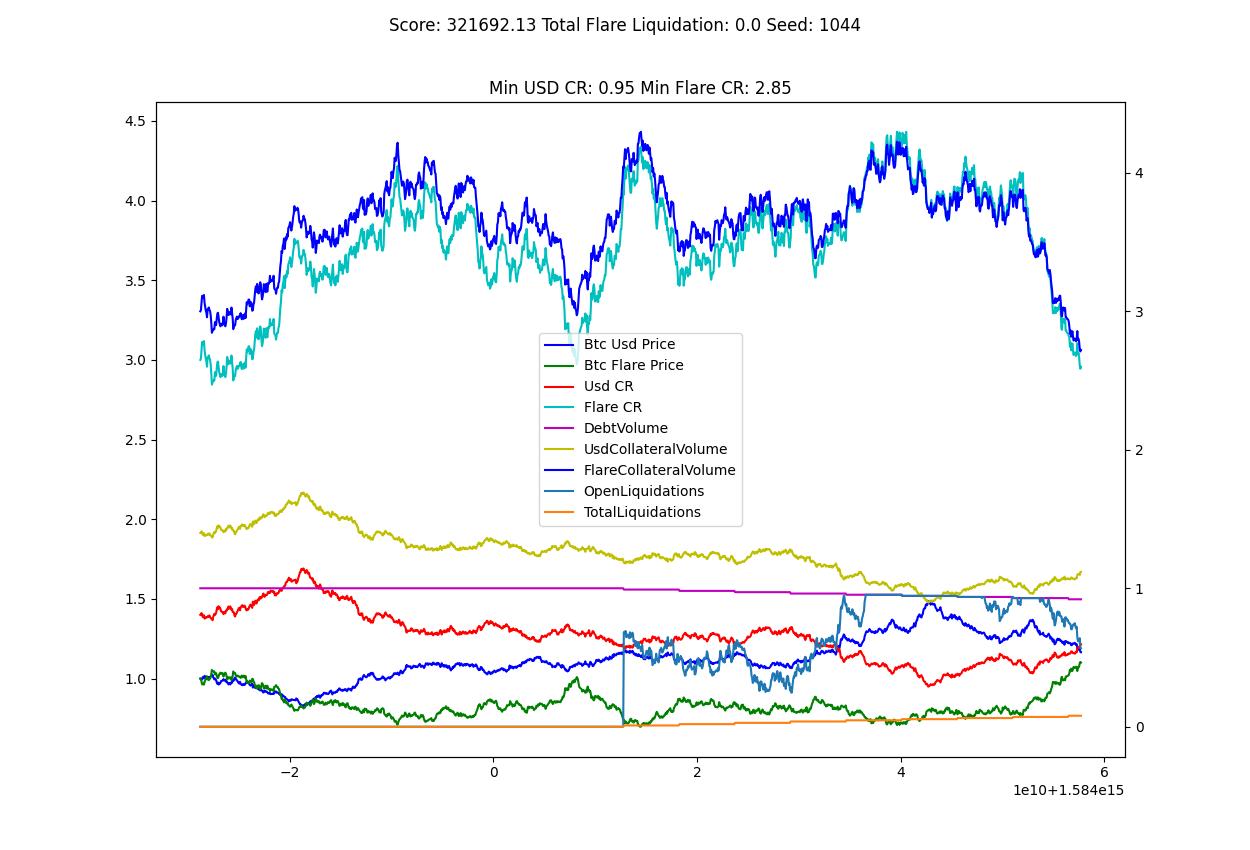 Score: 321692.13 Total Flare Liquidation: 0.0 Seed: 1044
Min USD CR: 0.95 Min Flare CR: 2.85
4.5
4.0
3.5
3.0
2.5
2.0
1.5
1.0
4
3
2
1
0
Btc Usd Price
Btc Flare Price
Usd CR
Flare CR
DebtVolume
UsdCollateralVolume
FlareCollateralVolume
OpenLiquidations
TotalLiquidations
−2 0 2 4 6
1e10+1.584e15